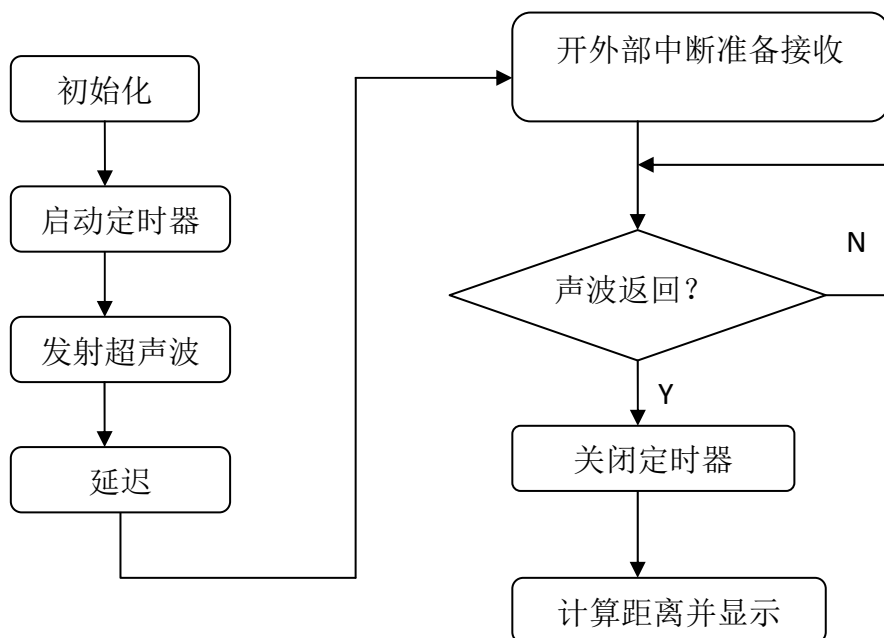 初始化
启动定时器
发射超声波
延迟
开外部中断准备接收
声波返回？
N
Y
关闭定时器
计算距离并显示